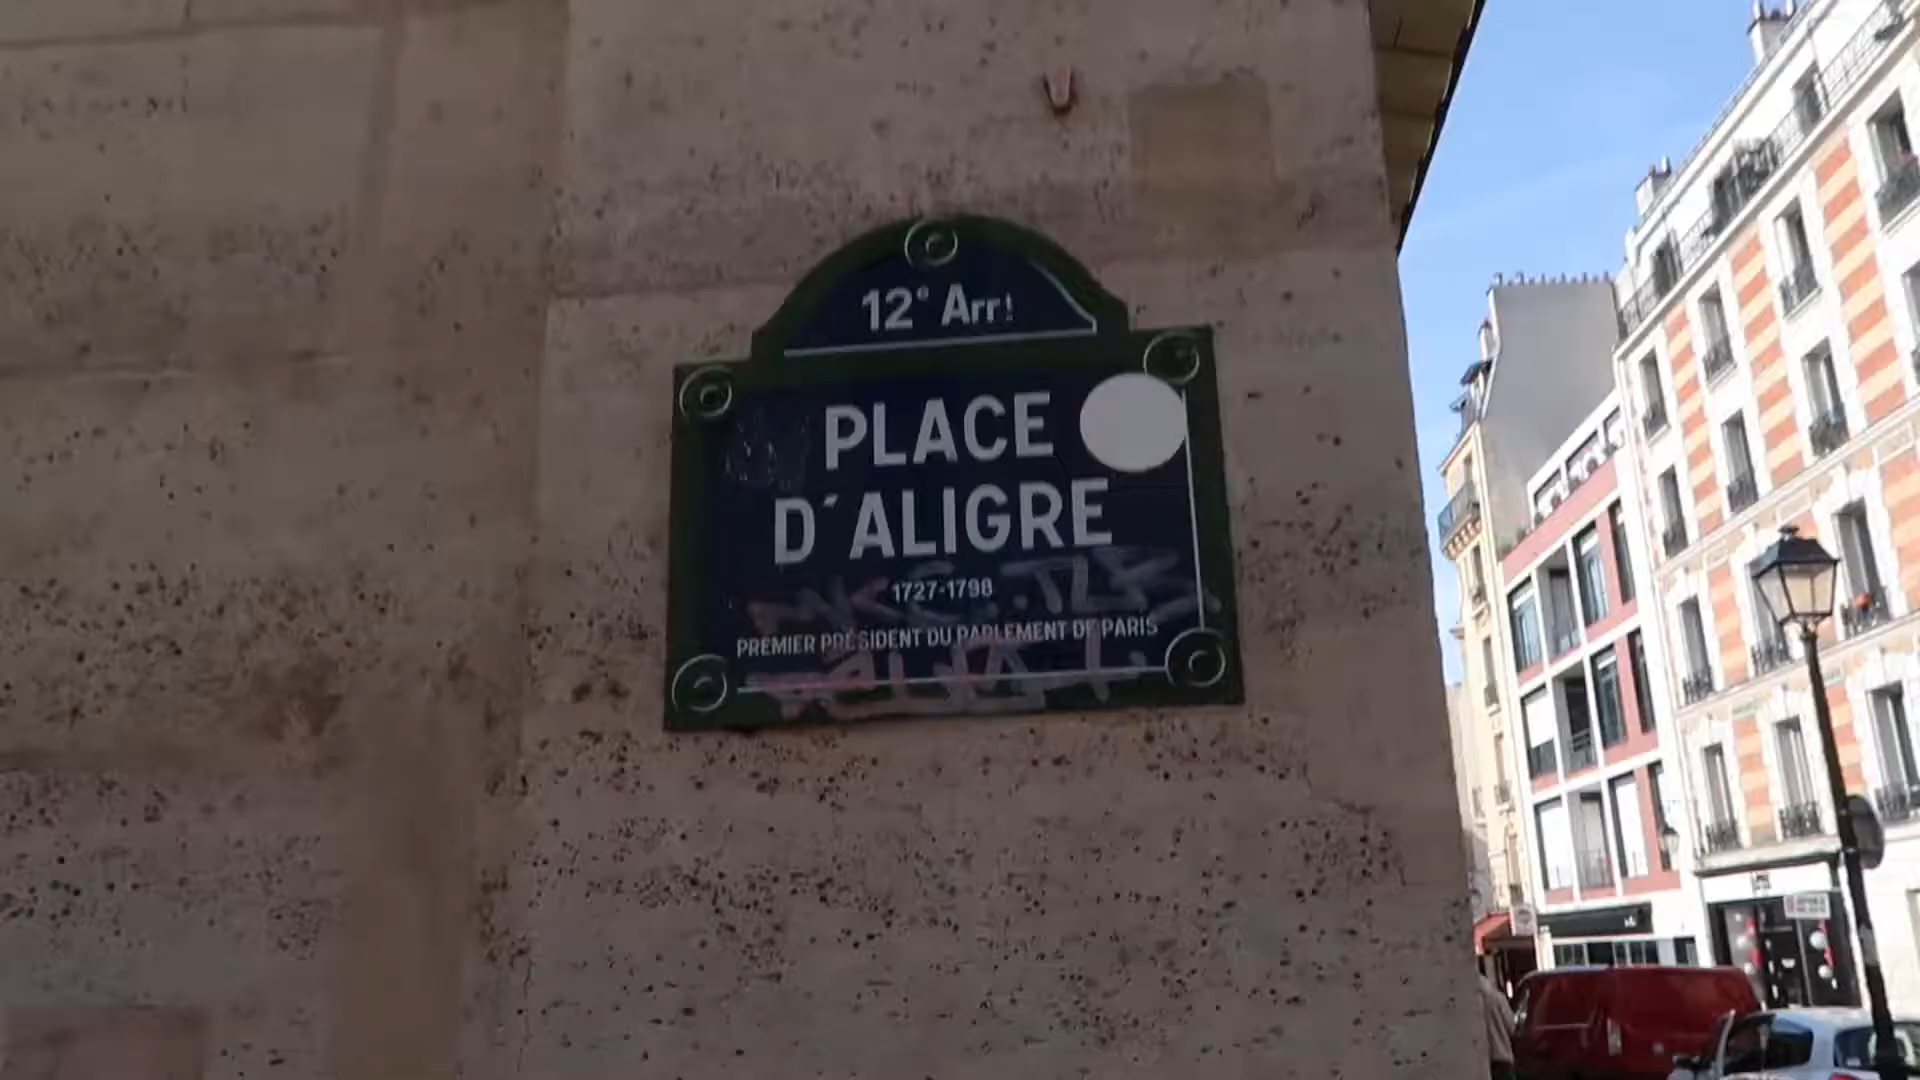 12e Arrt
PLACE
D'ALIGRE
1727-1798
PREMIER PRÉSIDENT DU PARLEMENT DE PARIS